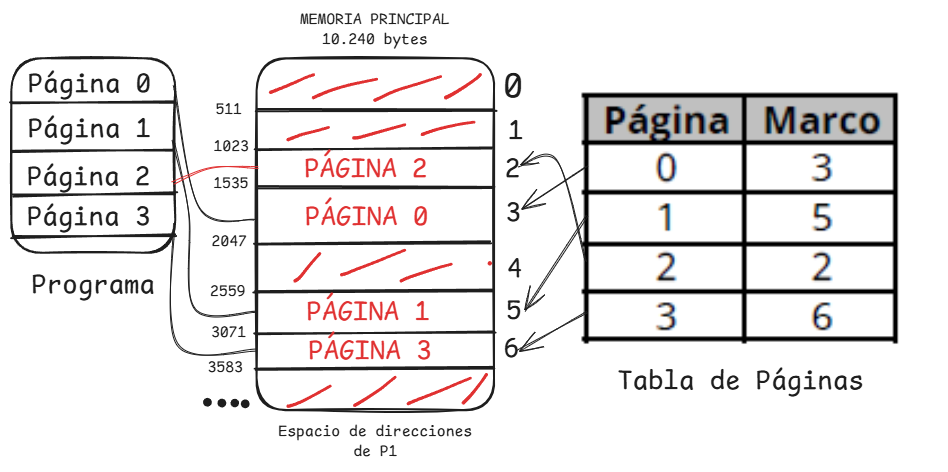 MEMORIA PRINCIPAL
10.240 bytes
Página 0
Página 1
Página 2
Página 3
Programa
511
1023
1535
2047
2559
3071
3583
PÁGINA 2
PÁGINA 0
PÁGINA 1
PÁGINA 3
0
1
2
3
4
5
6
Espacio de direcciones
de P1
Página Marco
0 3
1 5
2 2
3 6
Tabla de Páginas